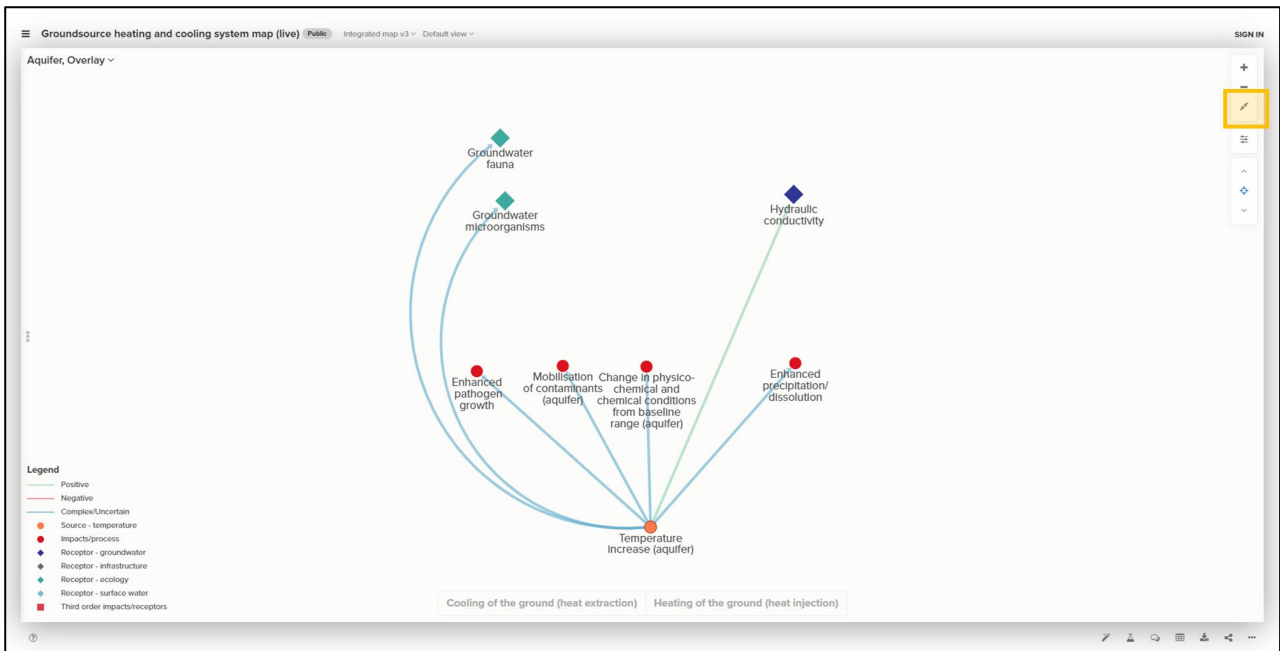 Groundsource heating and cooling system map (live) Public Integrated map v3 Default view
SIGN IN
Aquifer, Overlay
Groundwater
fauna
Groundwater
microorganisms
Hydraulic
conductivity
Enhanced
pathogen
growth
Mobilisation
of contaminants
(aquifer)
Change in physico-
chemical and
chemical conditions
from baseline
range (aquifer)
Enhanced
precipitation/
dissolution
Temperature
increase (aquifer)
Legend
Positive
Negative
Complex/Uncertain
Source - temperature
Impacts/process
Receptor - groundwater
Receptor - infrastructure
Receptor - ecology
Receptor - surface water
Third order impacts/receptors
Cooling of the ground (heat extraction) Heating of the ground (heat injection)